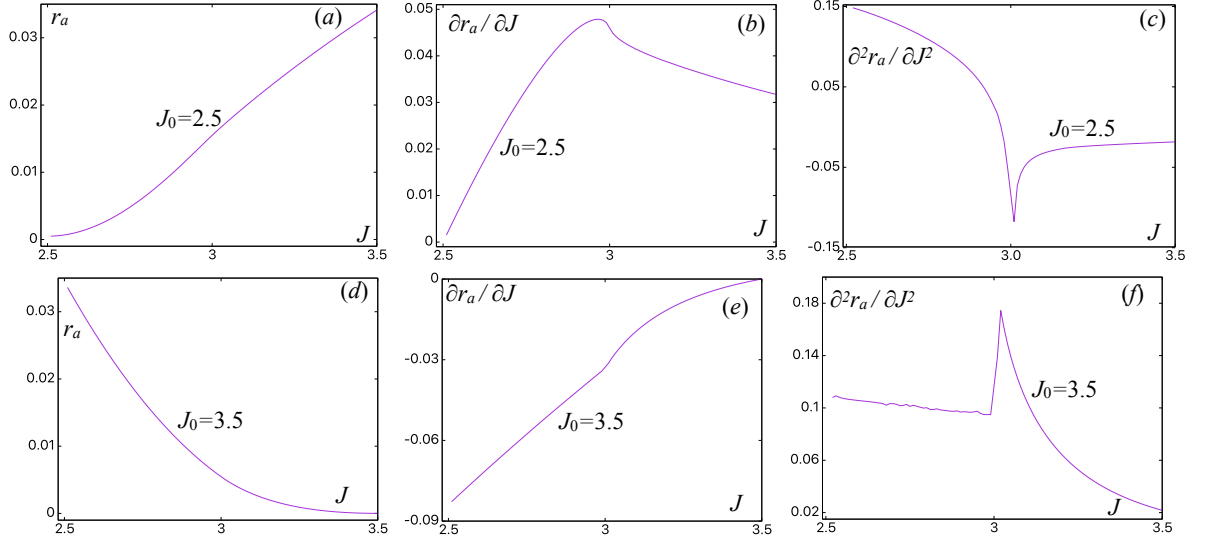 r_a
(a)
0.03
0.02
0.01
0
J_0=2.5
J
2.5
3
3.5
∂r_a / ∂J
(b)
0.05
0.04
0.03
0.02
0.01
0
J_0=2.5
J
2.5
3
3.5
0.15
(c)
∂²r_a / ∂J²
0.05
-0.05
-0.15
J_0=2.5
J
2.5
3.0
3.5
(d)
0.03
r_a
0.02
0.01
0
J_0=3.5
J
2.5
3
3.5
0
∂r_a / ∂J
(e)
-0.03
-0.06
-0.09
J_0=3.5
J
2.5
3
3.5
∂²r_a / ∂J²
(f)
0.18
0.14
0.1
0.06
0.02
J_0=3.5
J
2.5
3
3.5